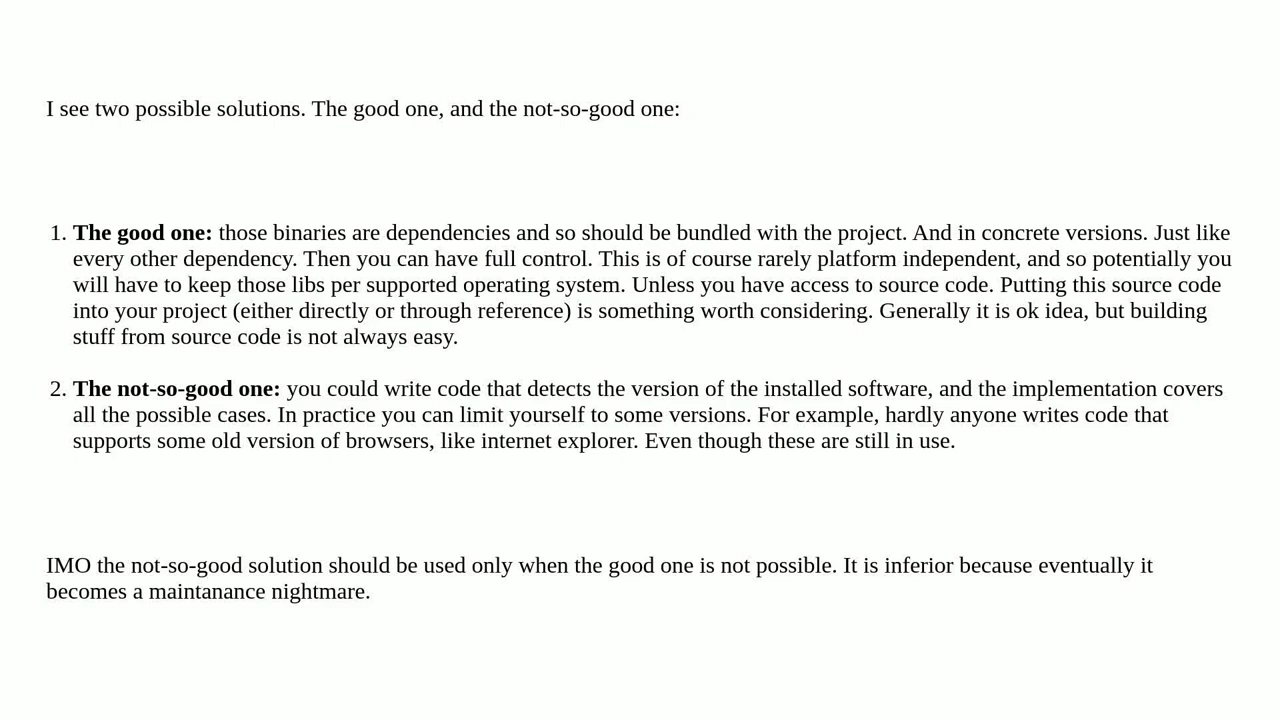 I see two possible solutions. The good one, and the not-so-good one:
1. The good one: those binaries are dependencies and so should be bundled with the project. And in concrete versions. Just like
every other dependency. Then you can have full control. This is of course rarely platform independent, and so potentially you
will have to keep those libs per supported operating system. Unless you have access to source code. Putting this source code
into your project (either directly or through reference) is something worth considering. Generally it is ok idea, but building
stuff from source code is not always easy.
2. The not-so-good one: you could write code that detects the version of the installed software, and the implementation covers
all the possible cases. In practice you can limit yourself to some versions. For example, hardly anyone writes code that
supports some old version of browsers, like internet explorer. Even though these are still in use.
IMO the not-so-good solution should be used only when the good one is not possible. It is inferior because eventually it
becomes a maintanance nightmare.